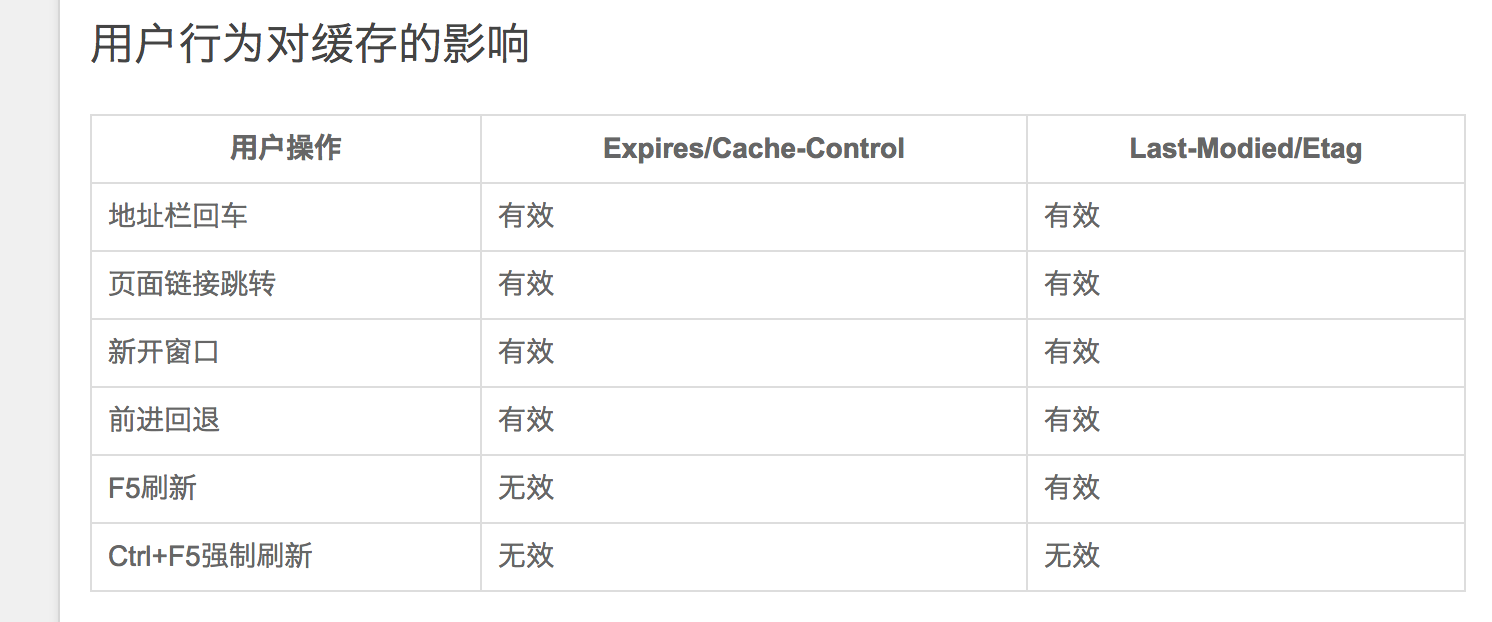 用户行为对缓存的影响
用户操作 Expires/Cache-Control Last-Modied/Etag
地址栏回车 有效 有效
页面链接跳转 有效 有效
新开窗口 有效 有效
前进回退 有效 有效
F5刷新 无效 有效
Ctrl+F5强制刷新 无效 无效